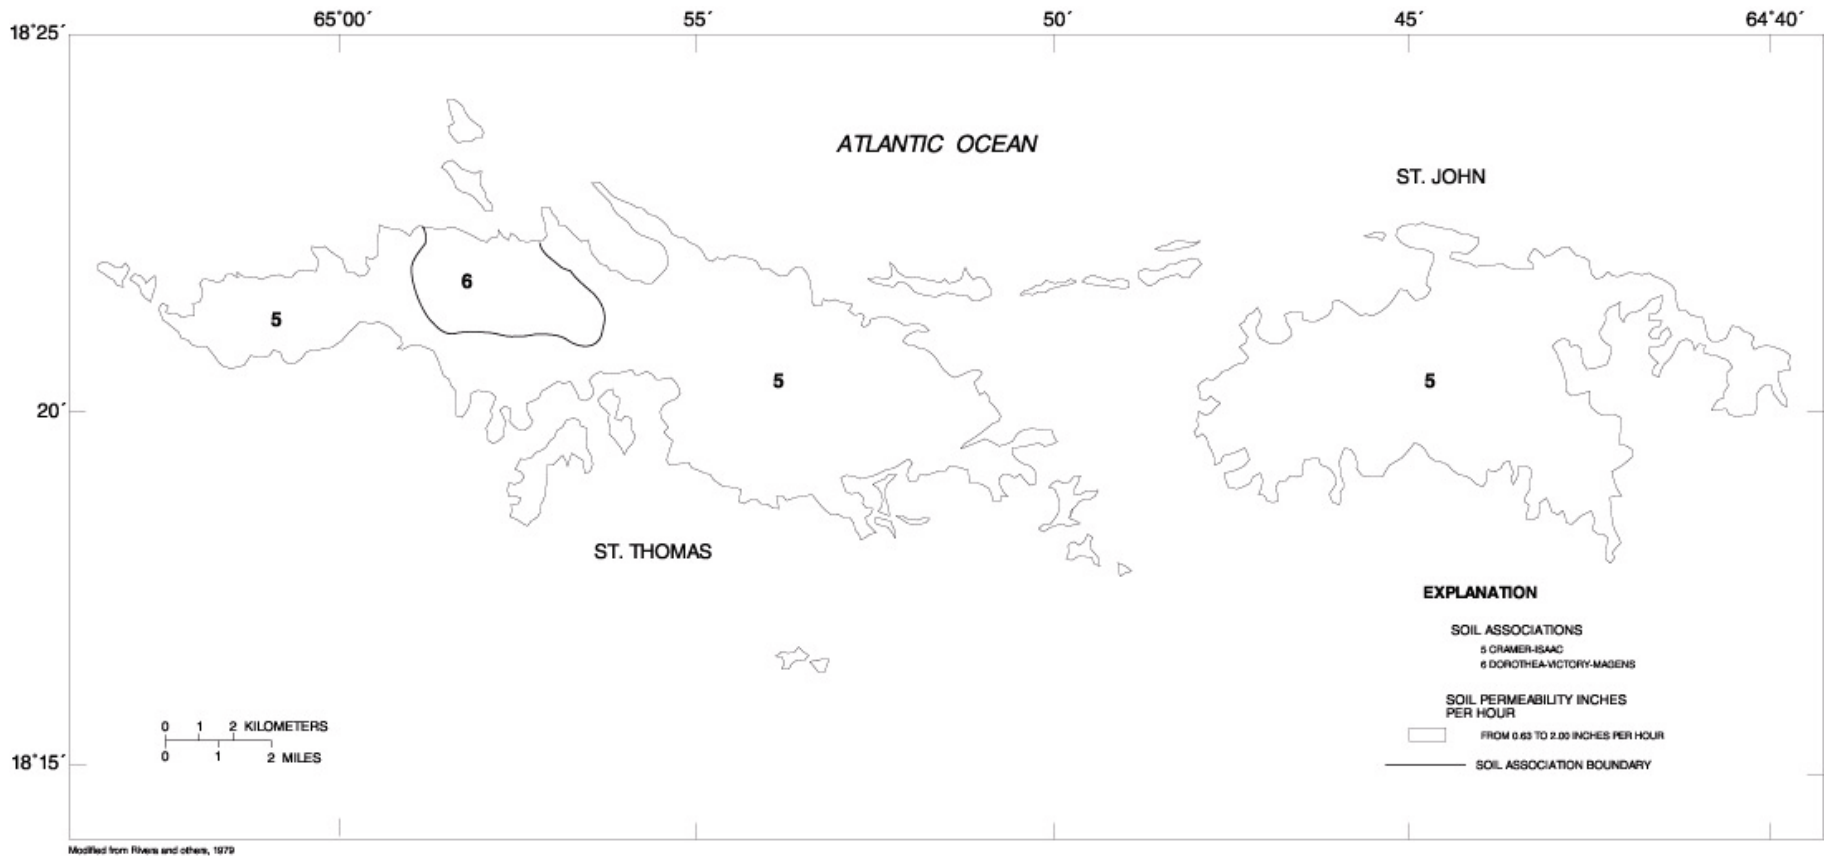 65°00´ 55´ 50´ 45´ 64°40´
18°25´
ATLANTIC OCEAN
ST. JOHN
6
5
5
5
20´
ST. THOMAS
EXPLANATION
SOIL ASSOCIATIONS
5 CRAMER-ISAAC
6 DOROTHEA-VICTORY-MAGENS
SOIL PERMEABILITY INCHES
PER HOUR
FROM 0.63 TO 2.00 INCHES PER HOUR
SOIL ASSOCIATION BOUNDARY
0 1 2 KILOMETERS
0 1 2 MILES
18°15´
Modified from Rivera and others, 1979